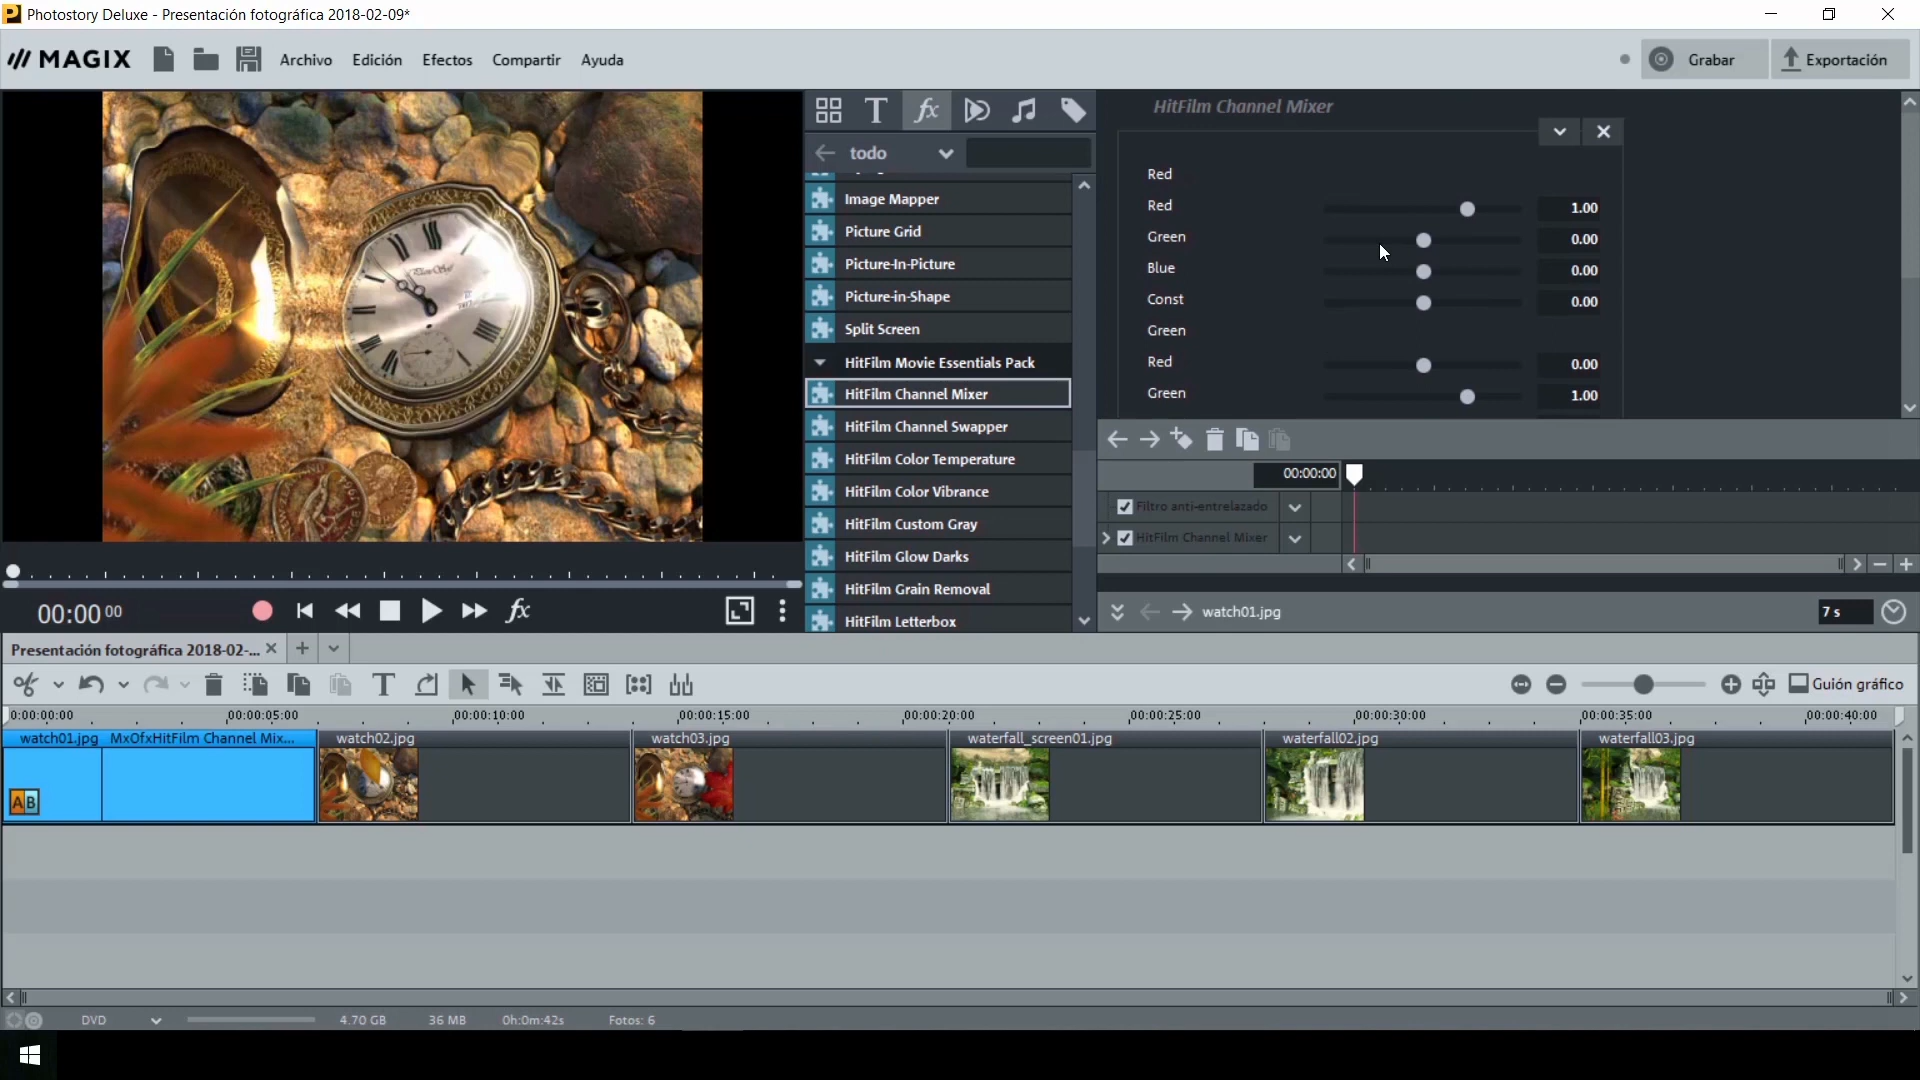 Photostory Deluxe - Presentación fotográfica 2018-02-09*
MAGIX Archivo Edición Efectos Compartir Ayuda Grabar Exportación
todo
HitFilm Channel Mixer
Image Mapper
Picture Grid
Picture-In-Picture
Picture-in-Shape
Split Screen
HitFilm Movie Essentials Pack
HitFilm Channel Mixer
HitFilm Channel Swapper
HitFilm Color Temperature
HitFilm Color Vibrance
HitFilm Custom Gray
HitFilm Glow Darks
HitFilm Grain Removal
HitFilm Letterbox
Red
Red 1.00
Green 0.00
Blue 0.00
Const 0.00
Green
Red 0.00
Green 1.00
00:00:00
Filtro anti-entrelazado
HitFilm Channel Mixer
00:00 00
watch01.jpg 7 s
Presentación fotográfica 2018-02-...
Guión gráfico
0:00:00:00 00:00:05:00 00:00:10:00 00:00:15:00 00:00:20:00 00:00:25:00 00:00:30:00 00:00:35:00 00:00:40:00
watch01.jpg MxOfxHitFilm Channel Mix... watch02.jpg watch03.jpg waterfall_screen01.jpg waterfall02.jpg waterfall03.jpg
AB
DVD 4.70 GB 36 MB 0h:0m:42s Fotos: 6